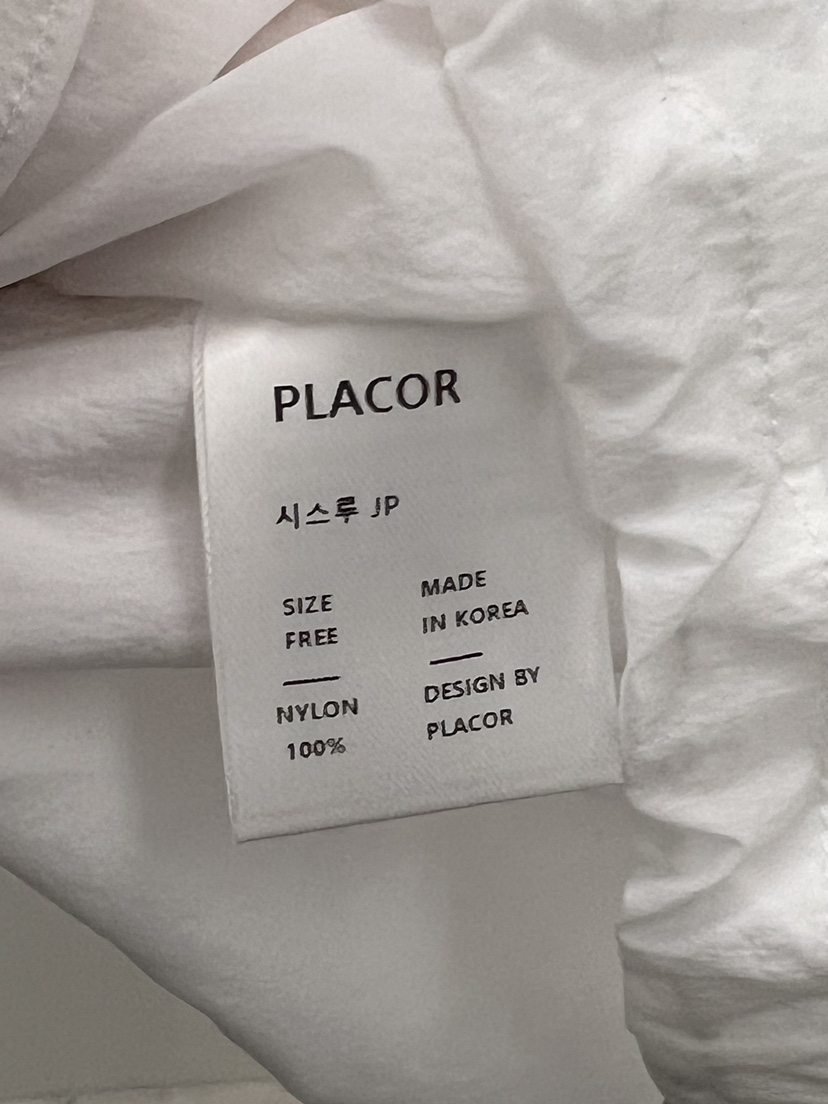 PLACOR
시스루 JP
SIZE
FREE
NYLON
100%
MADE
IN KOREA
DESIGN BY
PLACOR